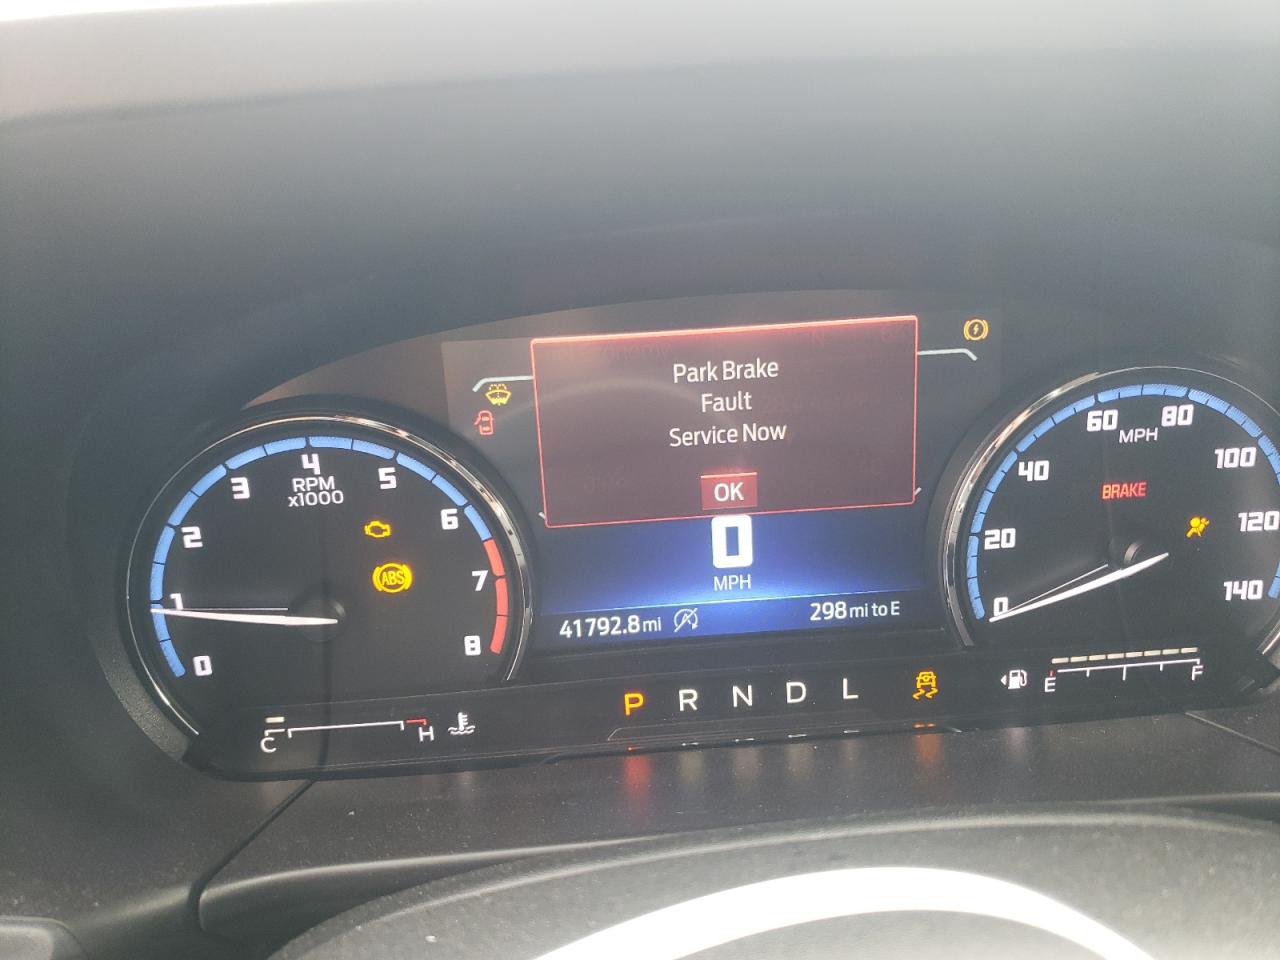 Park Brake
Fault
Service Now
OK
0
MPH
41792.8 mi
298 mi to E
0
1
2
3
4
5
6
7
8
RPM
x1000
ABS
C
H
P R N D L
0
20
40
60
80
100
120
140
MPH
BRAKE
E
F